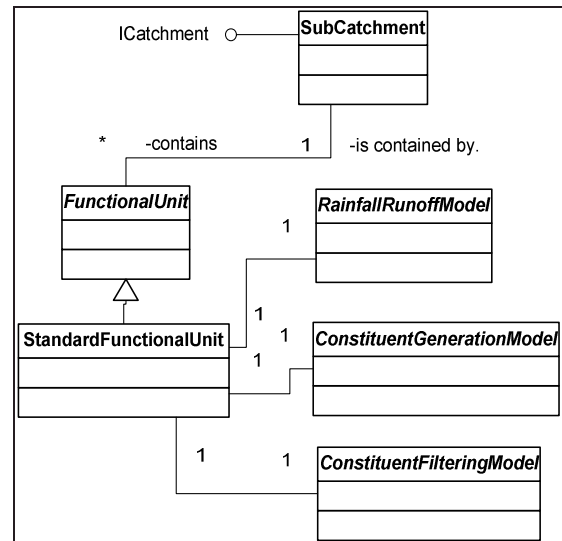 ICatchment
SubCatchment
* -contains 1 -is contained by.
FunctionalUnit
RainfallRunoffModel
1
1
StandardFunctionalUnit
1
1
ConstituentGenerationModel
1
1
ConstituentFilteringModel